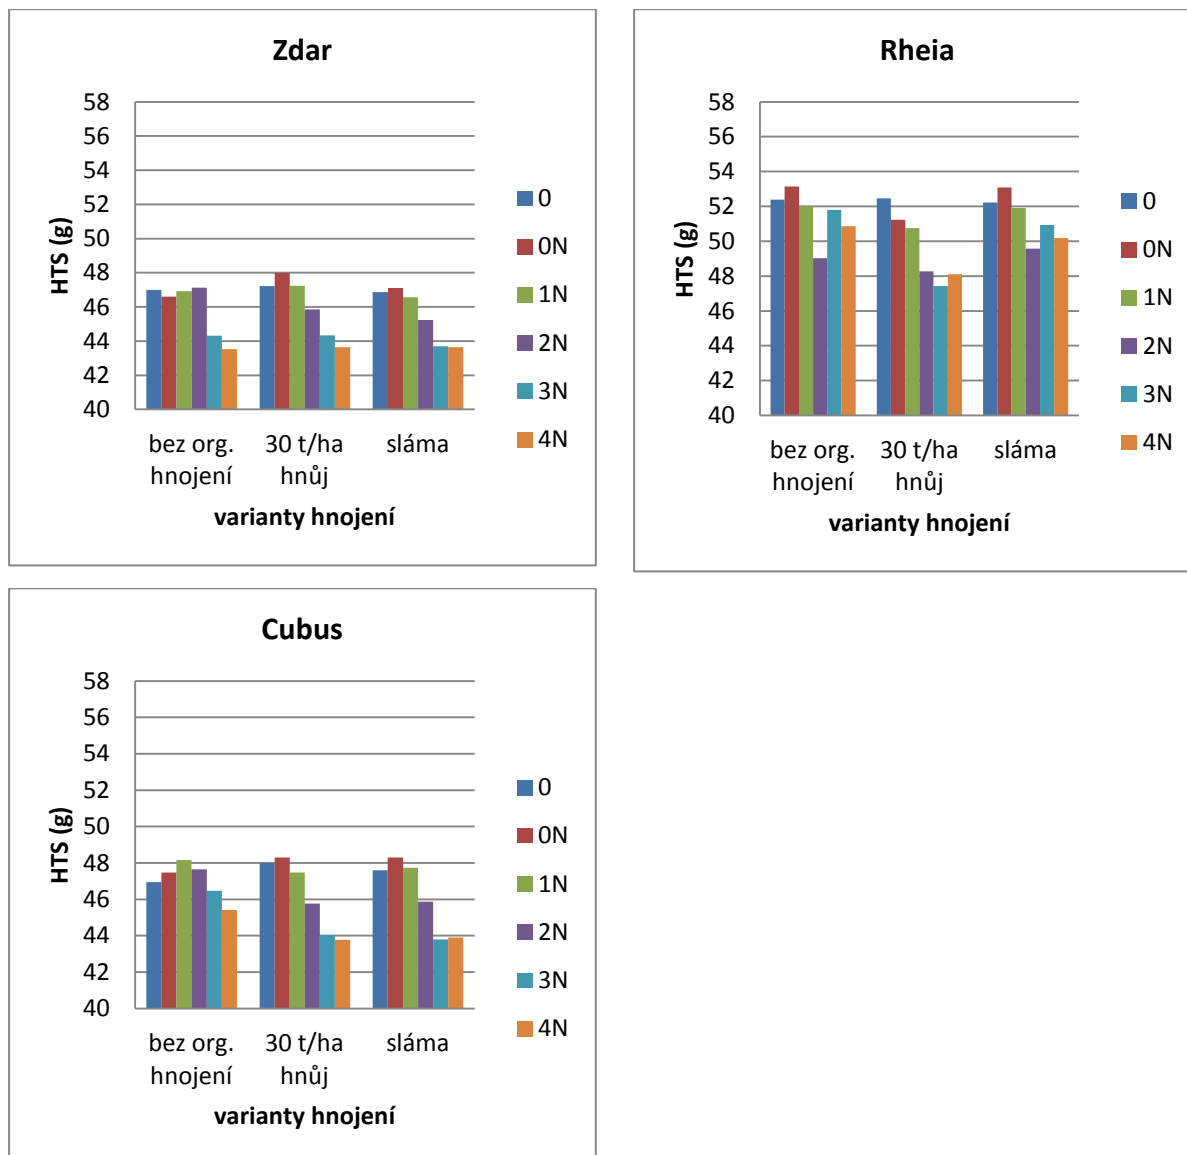 Zdar
58
56
54
52
50
48
46
44
42
40
HTS (g)
bez org.
hnojení
30 t/ha
hnůj
sláma
varianty hnojení
0
0N
1N
2N
3N
4N
Rheia
58
56
54
52
50
48
46
44
42
40
HTS (g)
bez org.
hnojení
30 t/ha
hnůj
sláma
varianty hnojení
0
0N
1N
2N
3N
4N
Cubus
58
56
54
52
50
48
46
44
42
40
HTS (g)
bez org.
hnojení
30 t/ha
hnůj
sláma
varianty hnojení
0
0N
1N
2N
3N
4N